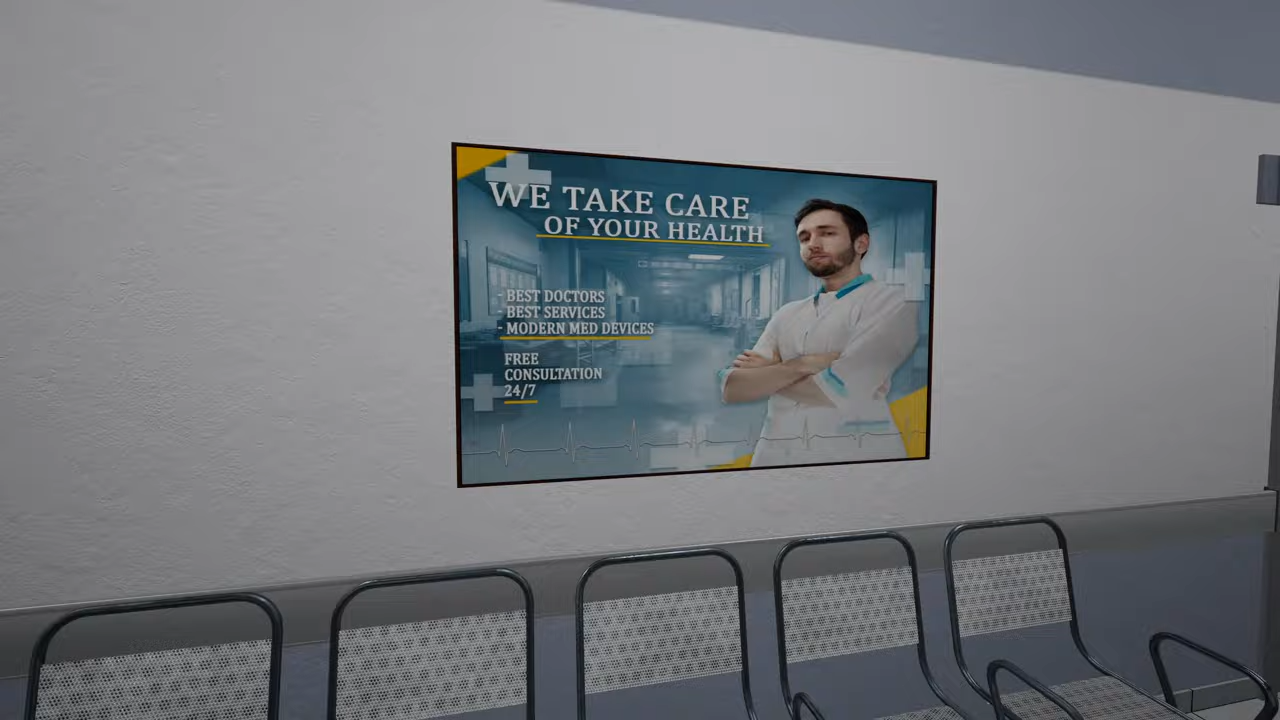 WE TAKE CARE
OF YOUR HEALTH
- BEST DOCTORS
- BEST SERVICES
- MODERN MED DEVICES
FREE
CONSULTATION
24/7